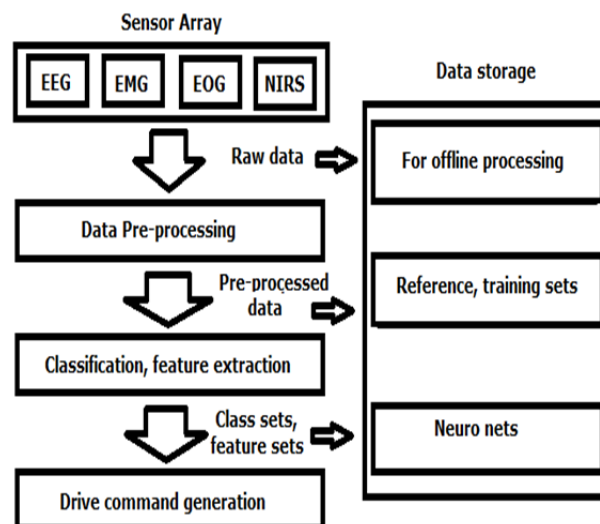 Sensor Array
EEG
EMG
EOG
NIRS
Data storage
Raw data
For offline processing
Data Pre-processing
Pre-processed
data
Reference, training sets
Classification, feature extraction
Class sets,
feature sets
Neuro nets
Drive command generation